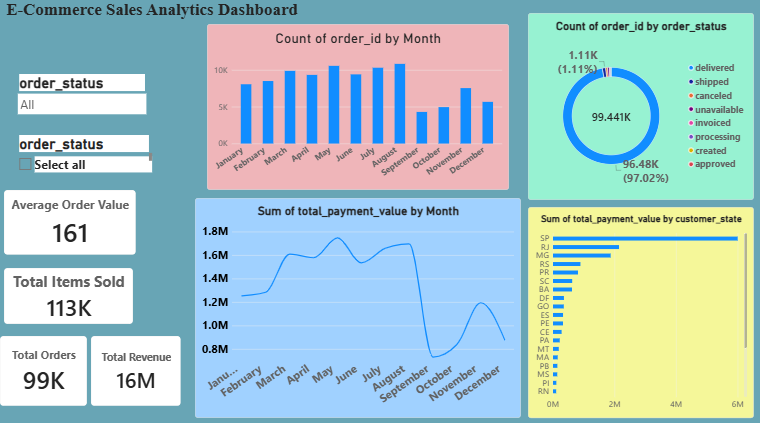 E-Commerce Sales Analytics Dashboard
order_status
All
order_status
Select all
Average Order Value
161
Total Items Sold
113K
Total Orders
99K
Total Revenue
16M
Count of order_id by Month
10K
5K
0K
January
February
March
April
May
June
July
August
September
October
November
December
Sum of total_payment_value by Month
1.8M
1.6M
1.4M
1.2M
1.0M
0.8M
Janu...
February
March
April
May
June
July
August
September
October
November
December
Count of order_id by order_status
1.11K
(1.11%)
99.441K
96.48K
(97.02%)
delivered
shipped
canceled
unavailable
invoiced
processing
created
approved
Sum of total_payment_value by customer_state
SP
RJ
MG
RS
PR
SC
BA
DF
GO
ES
PE
CE
PA
MT
MA
PB
MS
PI
RN
0M
2M
4M
6M